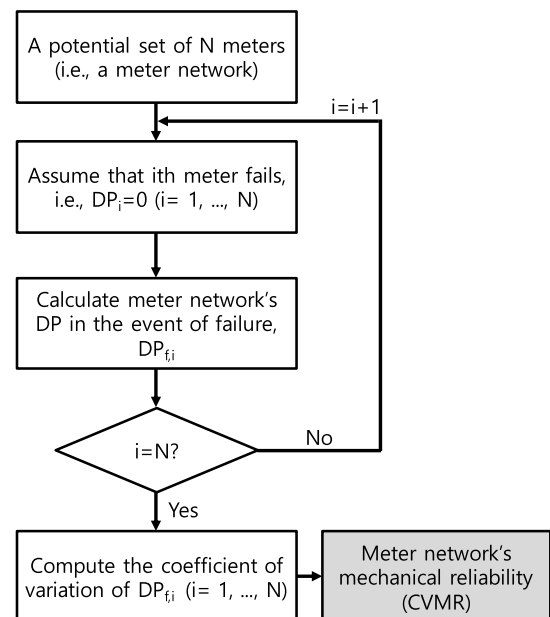 A potential set of N meters
(i.e., a meter network)
i=i+1
Assume that ith meter fails,
i.e., DPi=0 (i= 1, ..., N)
Calculate meter network's
DP in the event of failure,
DPf,i
i=N?
No
Yes
Compute the coefficient of
variation of DPf,i (i= 1, ..., N)
Meter network's
mechanical reliability
(CVMR)